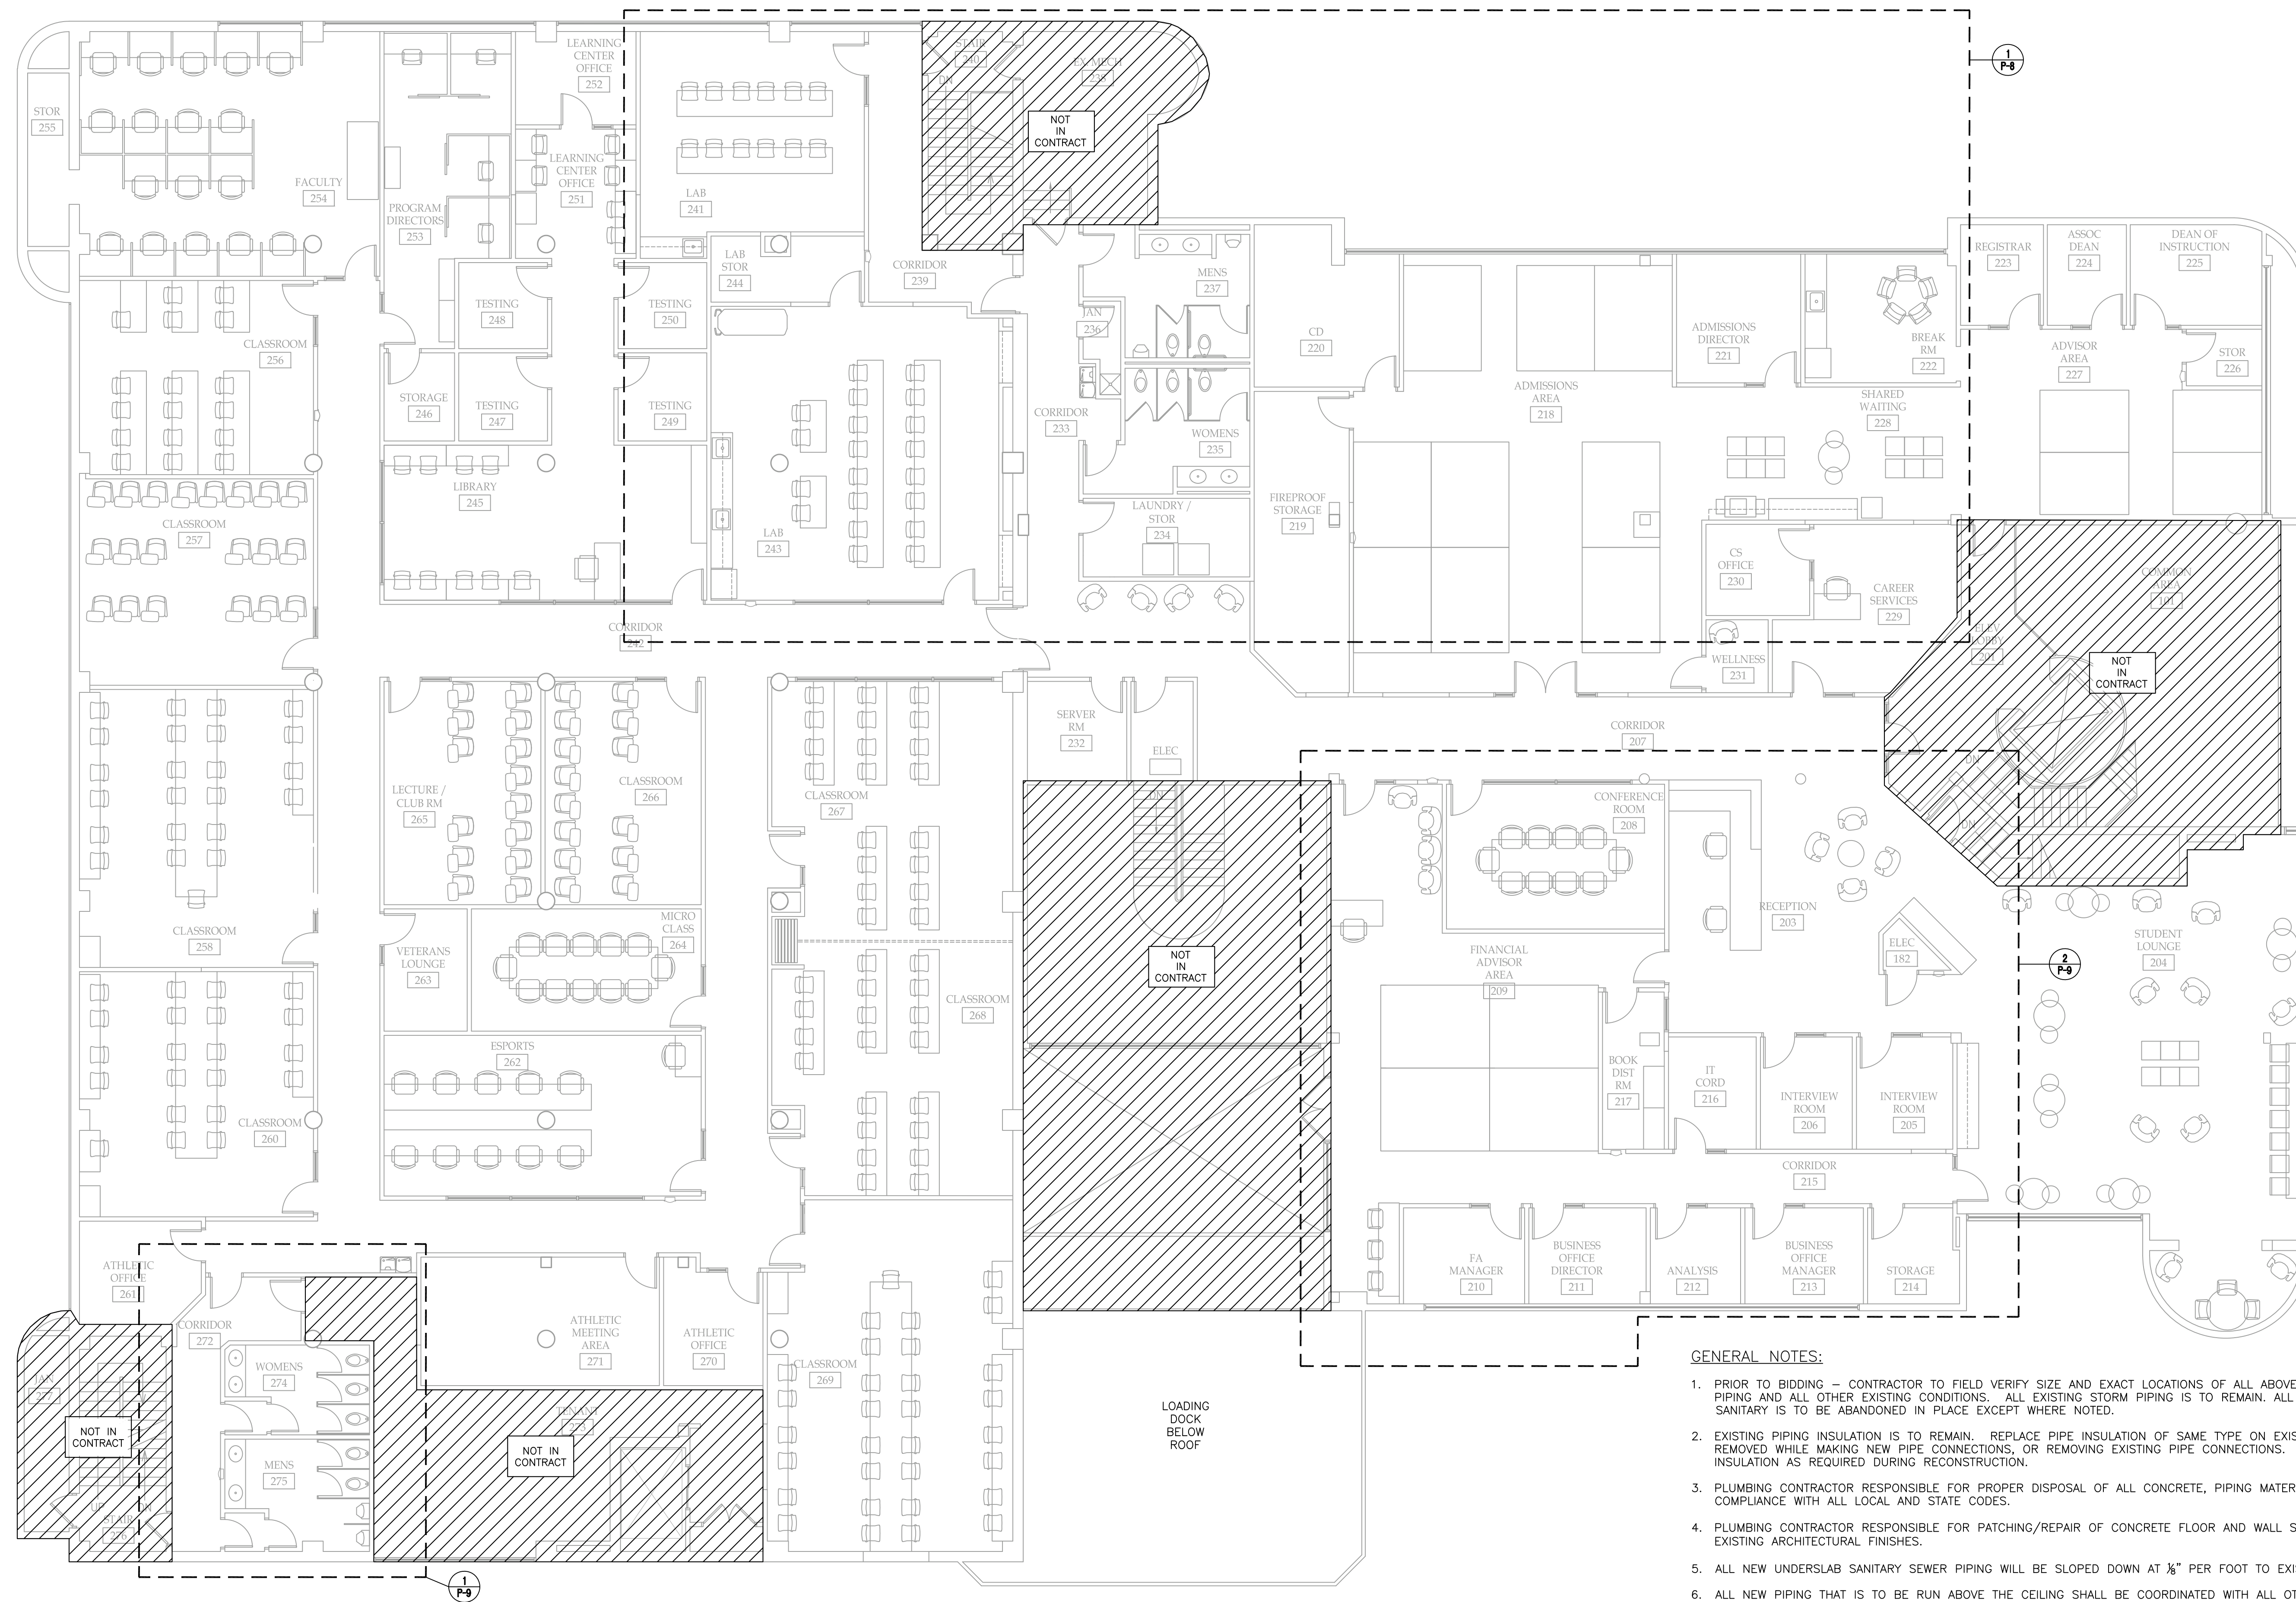 STOR
255
FACULTY
254
PROGRAM
DIRECTORS
253
LEARNING
CENTER
OFFICE
252
LEARNING
CENTER
OFFICE
251
LAB
241
LAB
STOR
244
STAIR
240
DN
EX. MECH
238
NOT
IN
CONTRACT
1
P-8
CORRIDOR
239
MENS
237
JAN
236
CD
220
ADMISSIONS
DIRECTOR
221
BREAK
RM
222
REGISTRAR
223
ASSOC
DEAN
224
DEAN OF
INSTRUCTION
225
ADVISOR
AREA
227
STOR
226
CLASSROOM
256
TESTING
248
TESTING
250
STORAGE
246
TESTING
247
TESTING
249
CORRIDOR
233
WOMENS
235
ADMISSIONS
AREA
218
SHARED
WAITING
228
LIBRARY
245
CLASSROOM
257
LAB
243
LAUNDRY /
STOR
234
FIREPROOF
STORAGE
219
CS
OFFICE
230
CAREER
SERVICES
229
COMMON
AREA
101
ELEV.
LOBBY
201
NOT
IN
CONTRACT
DN
DN
CORRIDOR
242
WELLNESS
231
SERVER
RM
232
ELEC
CORRIDOR
207
LECTURE /
CLUB RM
265
CLASSROOM
266
CLASSROOM
267
DN
CONFERENCE
ROOM
208
RECEPTION
203
CLASSROOM
258
VETERANS
LOUNGE
263
MICRO
CLASS
264
NOT
IN
CONTRACT
FINANCIAL
ADVISOR
AREA
209
ELEC
182
STUDENT
LOUNGE
204
2
P-9
CLASSROOM
268
ESPORTS
262
BOOK
DIST
RM
217
IT
CORD
216
INTERVIEW
ROOM
206
INTERVIEW
ROOM
205
CLASSROOM
260
CORRIDOR
215
FA
MANAGER
210
BUSINESS
OFFICE
DIRECTOR
211
ANALYSIS
212
BUSINESS
OFFICE
MANAGER
213
STORAGE
214
ATHLETIC
OFFICE
261
CORRIDOR
272
ATHLETIC
MEETING
AREA
271
ATHLETIC
OFFICE
270
CLASSROOM
269
WOMENS
274
JAN
277
NOT IN
CONTRACT
MENS
275
UP
DN
STAIR
276
TENANT
273
NOT IN
CONTRACT
1
P-9
LOADING
DOCK
BELOW
ROOF
GENERAL NOTES:
1. PRIOR TO BIDDING – CONTRACTOR TO FIELD VERIFY SIZE AND EXACT LOCATIONS OF ALL ABOVE
PIPING AND ALL OTHER EXISTING CONDITIONS. ALL EXISTING STORM PIPING IS TO REMAIN. ALL
SANITARY IS TO BE ABANDONED IN PLACE EXCEPT WHERE NOTED.
2. EXISTING PIPING INSULATION IS TO REMAIN. REPLACE PIPE INSULATION OF SAME TYPE ON EXIS
REMOVED WHILE MAKING NEW PIPE CONNECTIONS, OR REMOVING EXISTING PIPE CONNECTIONS.
INSULATION AS REQUIRED DURING RECONSTRUCTION.
3. PLUMBING CONTRACTOR RESPONSIBLE FOR PROPER DISPOSAL OF ALL CONCRETE, PIPING MATER
COMPLIANCE WITH ALL LOCAL AND STATE CODES.
4. PLUMBING CONTRACTOR RESPONSIBLE FOR PATCHING/REPAIR OF CONCRETE FLOOR AND WALL S
EXISTING ARCHITECTURAL FINISHES.
5. ALL NEW UNDERSLAB SANITARY SEWER PIPING WILL BE SLOPED DOWN AT ⅛" PER FOOT TO EXI
6. ALL NEW PIPING THAT IS TO BE RUN ABOVE THE CEILING SHALL BE COORDINATED WITH ALL OT